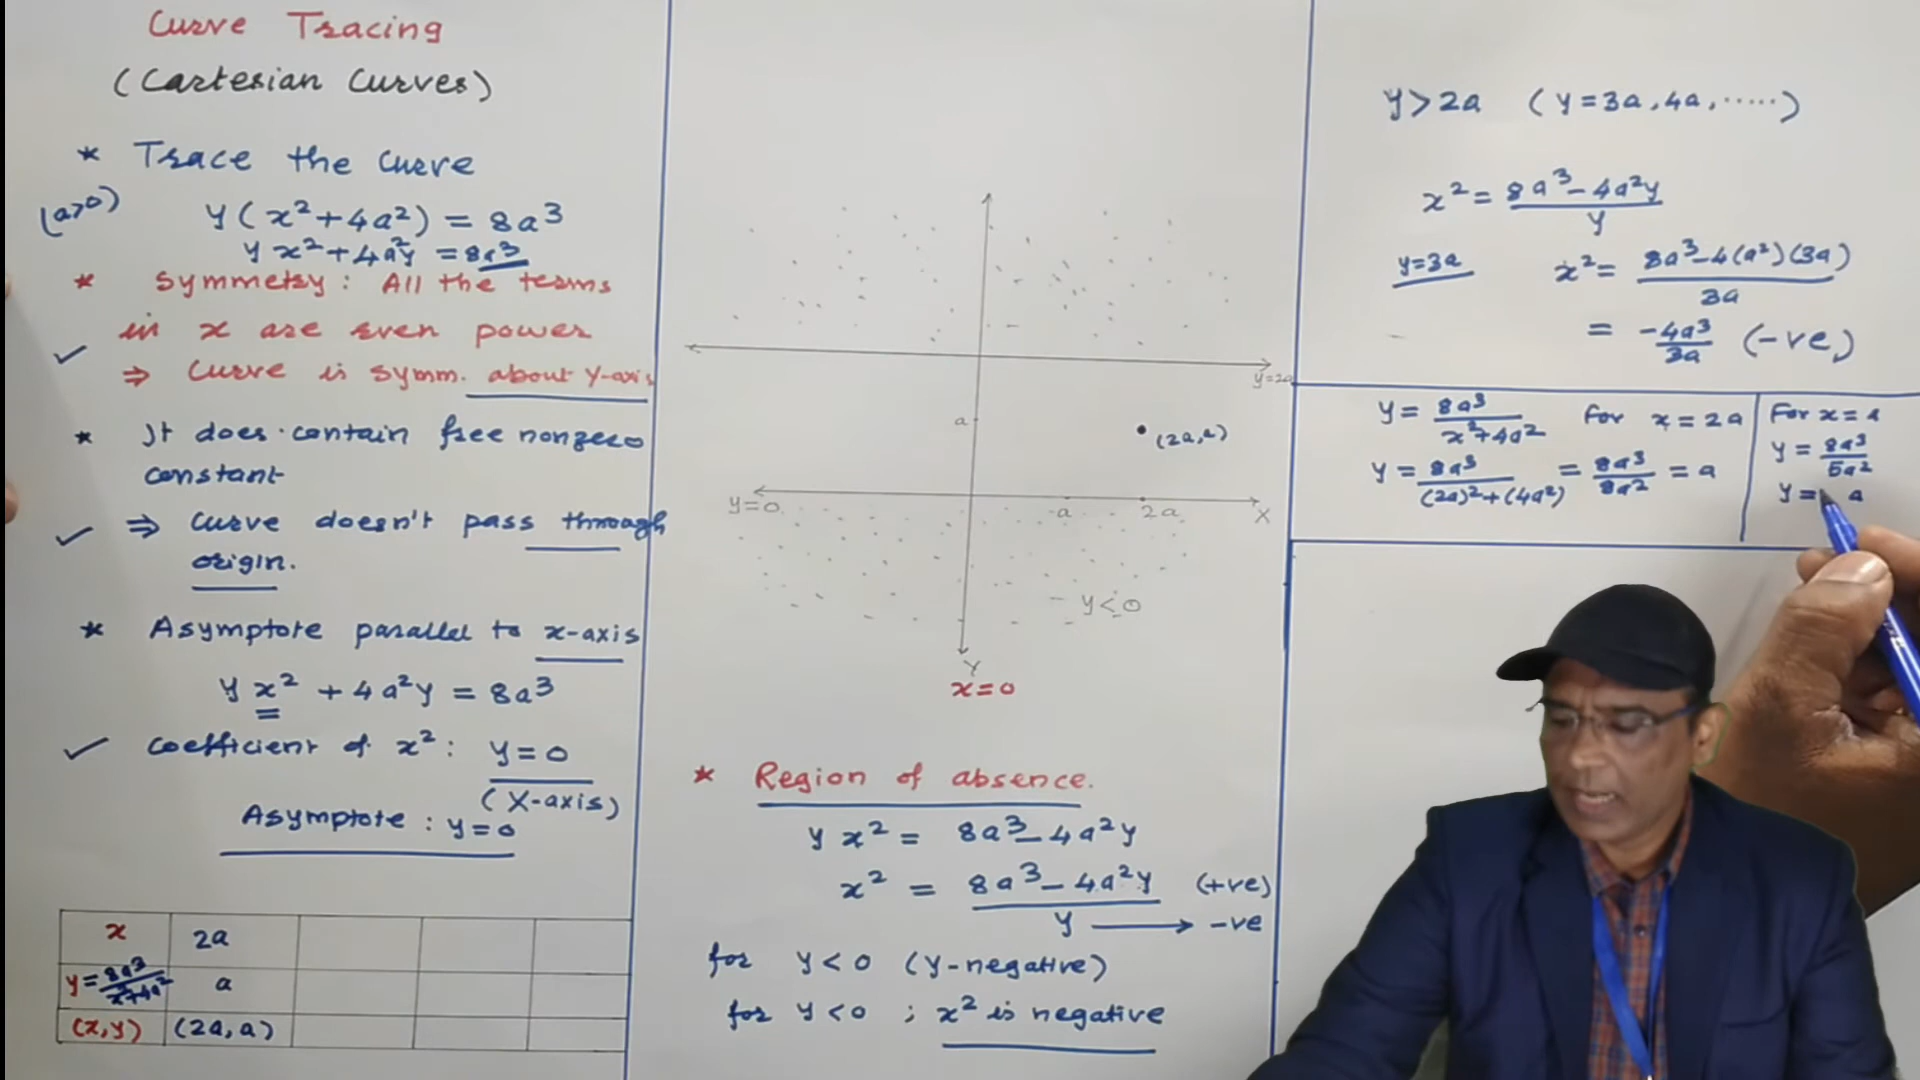 Curve Tracing
(Cartesian Curves)
* Trace the Curve
(a>0)
y(x²+4a²) = 8a³
yx²+4a²y = 8a³
* Symmetry: All the terms
in x are even power
✓ ⇒ Curve is symm. about Y-axis
* It does contain free nonzero
constant
✓ ⇒ Curve doesn't pass through
origin.
* Asymptote parallel to x-axis
yx² + 4a²y = 8a³
✓ Coefficient of x²: y=0
(X-axis)
Asymptote: y=0
x 2a
y=8a³/x²+4a² a
(x,y) (2a,a)
y=2a
a
(2a,a)
y=0 a 2a X
y<0
Y
x=0
* Region of absence.
yx² = 8a³-4a²y
x² = 8a³-4a²y/y (+ve) → -ve
for y<0 (y-negative)
for y<0 ; x² is negative
y>2a (y=3a, 4a, .....)
x² = 8a³-4a²y/y
y=3a x² = 8a³-4(a²)(3a)/3a
= -4a³/3a (-ve)
y = 8a³/x²+4a² for x=2a
y = 8a³/(2a)²+(4a²) = 8a³/8a² = a
For x=
y = 8a³/5a²
y= a